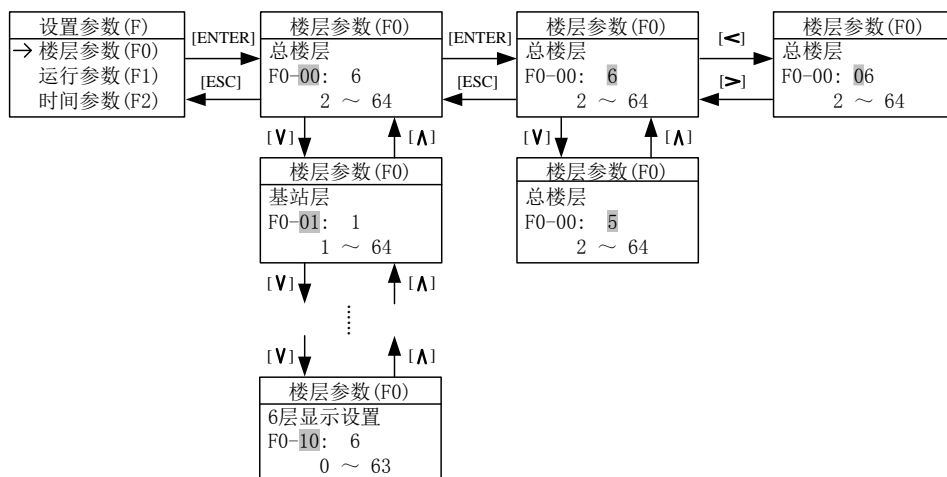 设置参数(F)
→楼层参数(F0)
运行参数(F1)
时间参数(F2)
[ENTER]
[ESC]
楼层参数(F0)
总楼层
F0-00: 6
2 ～ 64
[ENTER]
[ESC]
楼层参数(F0)
总楼层
F0-00: 6
2 ～ 64
[<]
[>]
楼层参数(F0)
总楼层
F0-00: 06
2 ～ 64
[∨]
[∧]
[∨]
[∧]
楼层参数(F0)
基站层
F0-01: 1
1 ～ 64
楼层参数(F0)
总楼层
F0-00: 5
2 ～ 64
[∨]
[∧]
……
[∨]
[∧]
楼层参数(F0)
6层显示设置
F0-10: 6
0 ～ 63